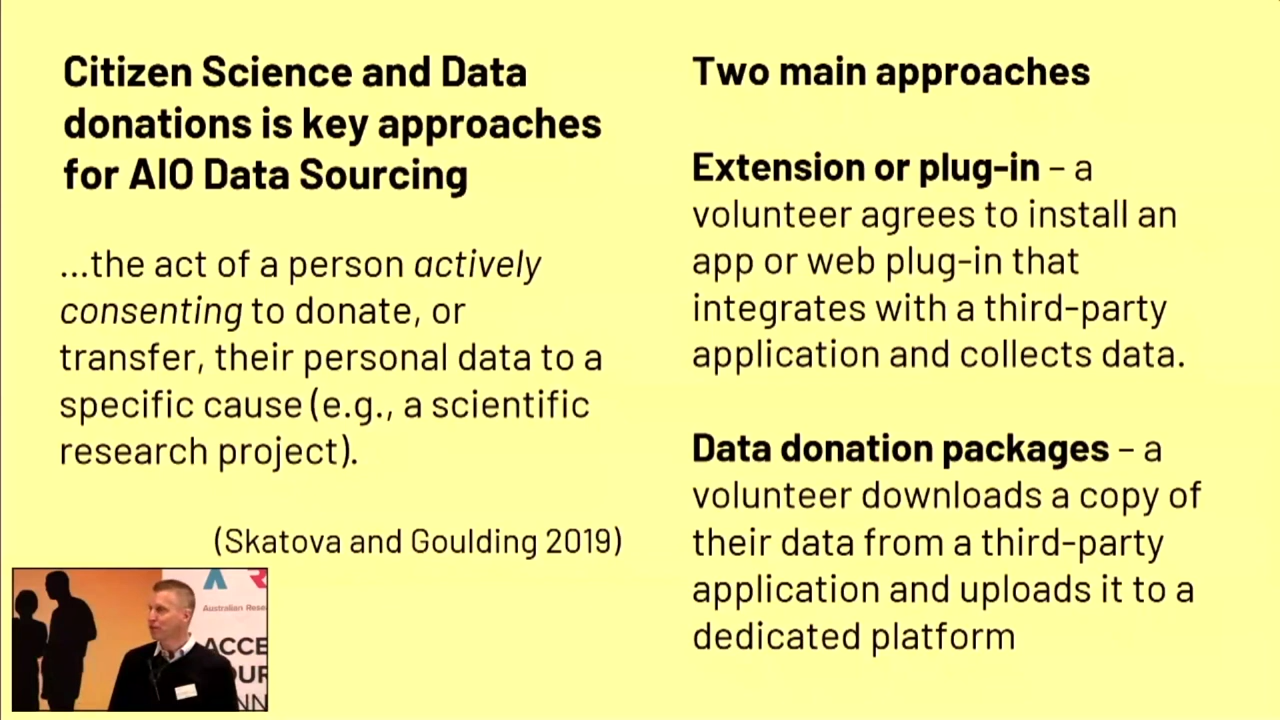 Citizen Science and Data
donations is key approaches
for AIO Data Sourcing
...the act of a person actively
consenting to donate, or
transfer, their personal data to a
specific cause (e.g., a scientific
research project).
(Skatova and Goulding 2019)
Two main approaches
Extension or plug-in – a
volunteer agrees to install an
app or web plug-in that
integrates with a third-party
application and collects data.
Data donation packages – a
volunteer downloads a copy of
their data from a third-party
application and uploads it to a
dedicated platform
Australian